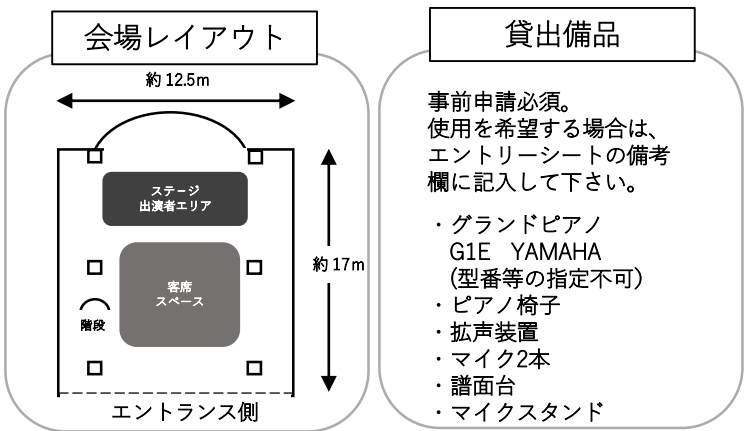 会場レイアウト
約 12.5m
ステージ
出演者エリア
約 17m
客席
スペース
階段
エントランス側
貸出備品
事前申請必須。
使用を希望する場合は、
エントリーシートの備考
欄に記入して下さい。
・グランドピアノ
G1E YAMAHA
(型番等の指定不可)
・ピアノ椅子
・拡声装置
・マイク2本
・譜面台
・マイクスタンド